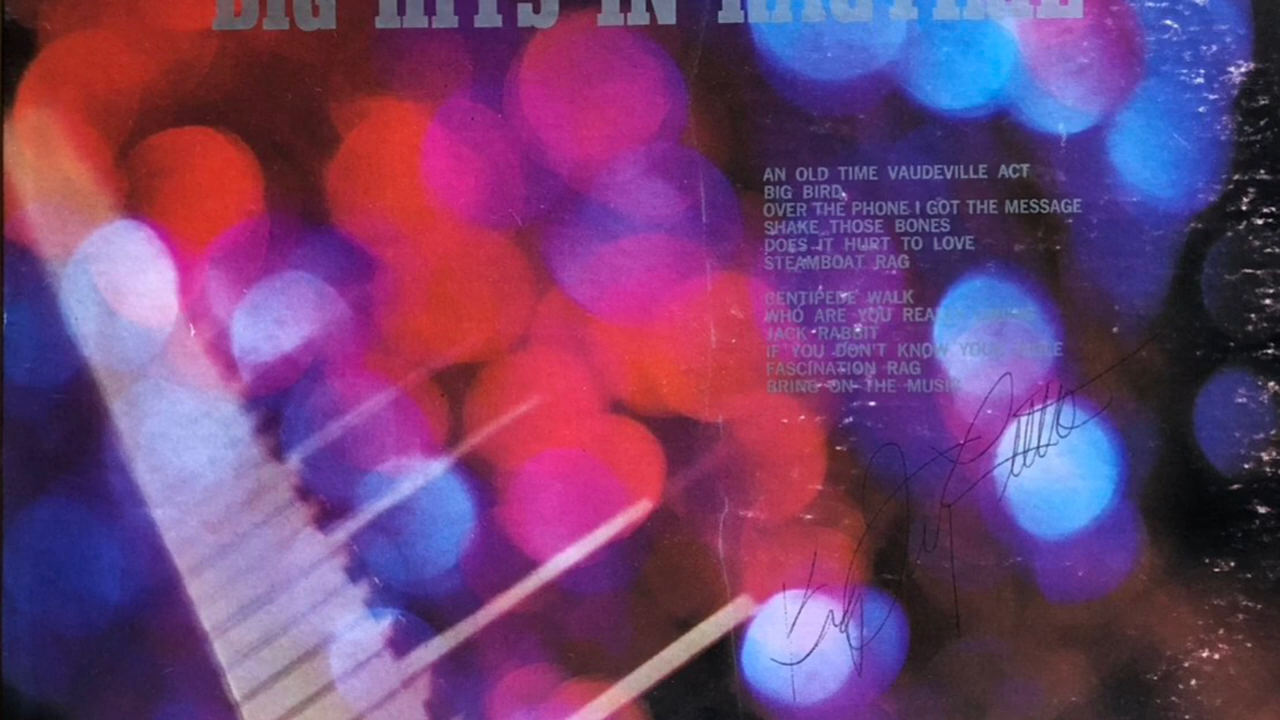 BIG HITS IN RAGTIME
AN OLD TIME VAUDEVILLE ACT
BIG BIRD
OVER THE PHONE I GOT THE MESSAGE
SHAKE THOSE BONES
DOES IT HURT TO LOVE
STEAMBOAT RAG
CENTIPEDE WALK
WHO ARE YOU REALLY
JACK RABBIT
IF YOU DON'T KNOW YOUR
FASCINATION RAG
BRING ON THE MUSIC